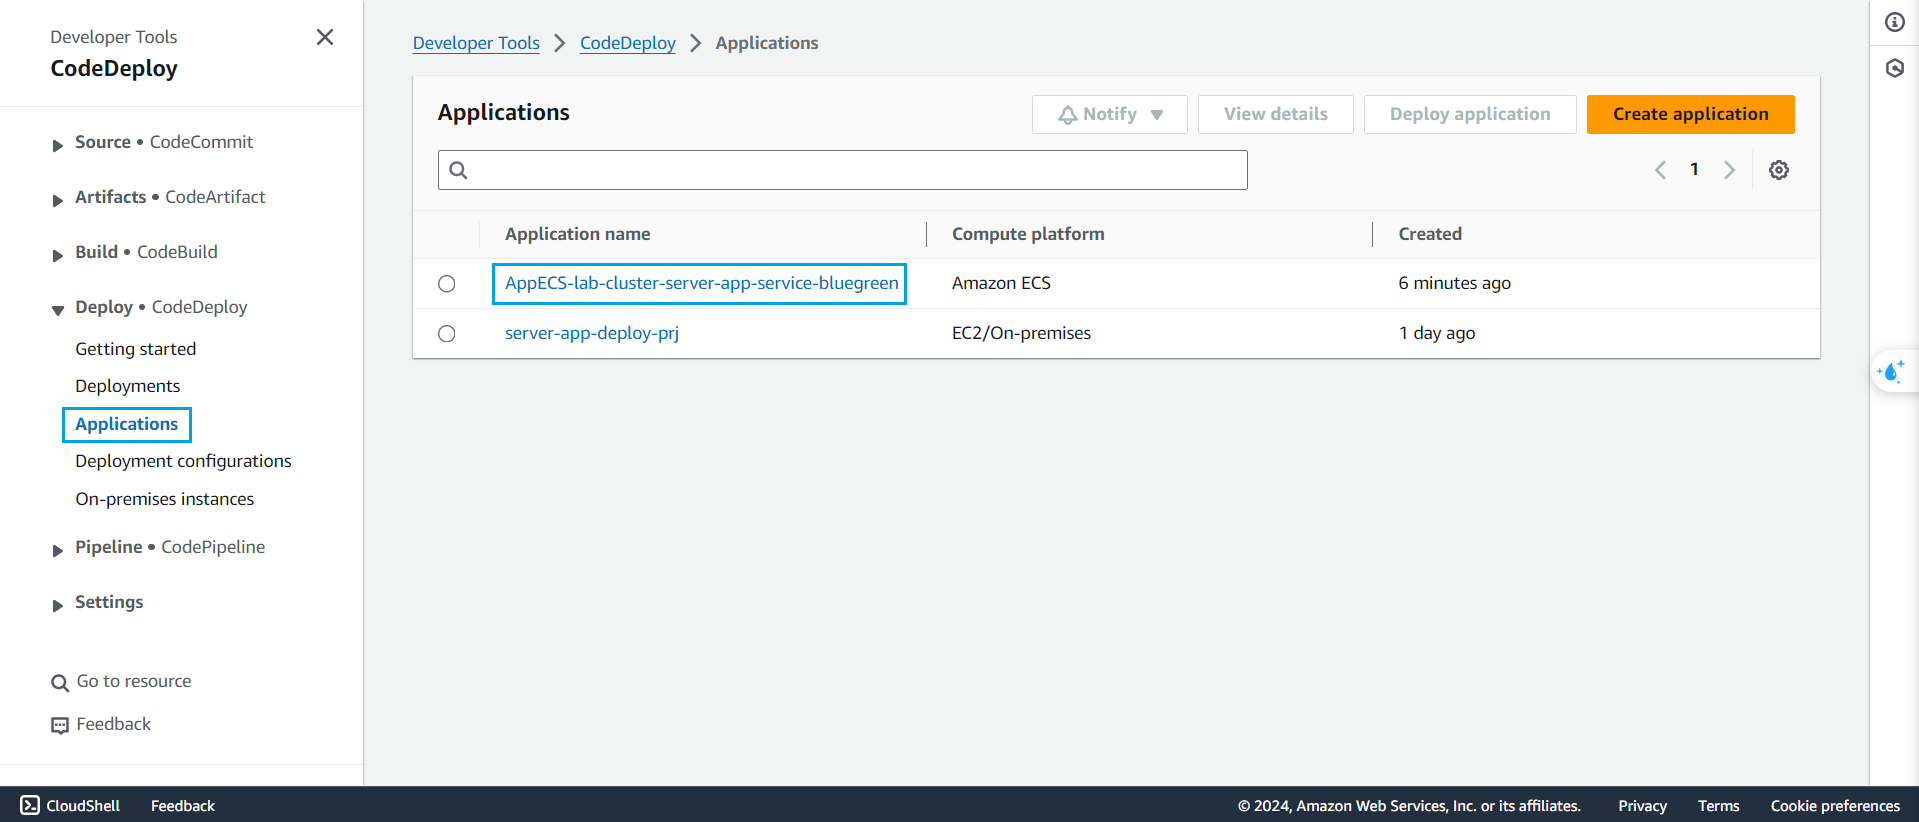 Developer Tools
CodeDeploy
Source • CodeCommit
Artifacts • CodeArtifact
Build • CodeBuild
Deploy • CodeDeploy
Getting started
Deployments
Applications
Deployment configurations
On-premises instances
Pipeline • CodePipeline
Settings
Go to resource
Feedback
Developer Tools > CodeDeploy > Applications
Applications
Notify View details Deploy application Create application
1
Application name Compute platform Created
AppECS-lab-cluster-server-app-service-bluegreen Amazon ECS 6 minutes ago
server-app-deploy-prj EC2/On-premises 1 day ago
CloudShell Feedback © 2024, Amazon Web Services, Inc. or its affiliates. Privacy Terms Cookie preferences